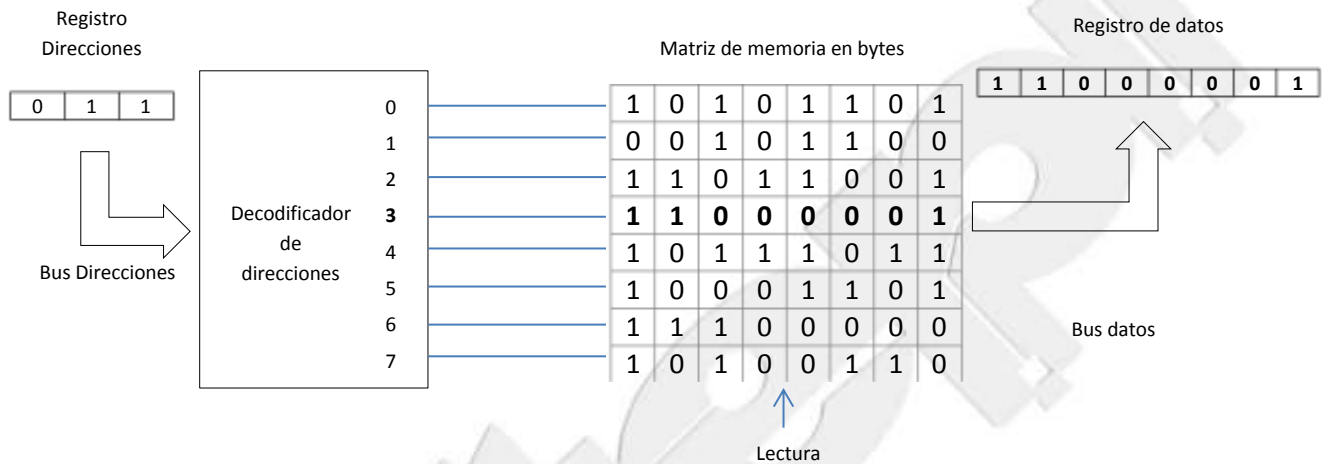 Registro
Direcciones
0 1 1
Bus Direcciones
Decodificador
de
direcciones
0
1
2
3
4
5
6
7
Matriz de memoria en bytes
1 0 1 0 1 1 0 1
0 0 1 0 1 1 0 0
1 1 0 1 1 0 0 1
1 1 0 0 0 0 0 1
1 0 1 1 1 0 1 1
1 0 0 0 1 1 0 1
1 1 1 0 0 0 0 0
1 0 1 0 0 1 1 0
Lectura
Registro de datos
1 1 0 0 0 0 0 1
Bus datos